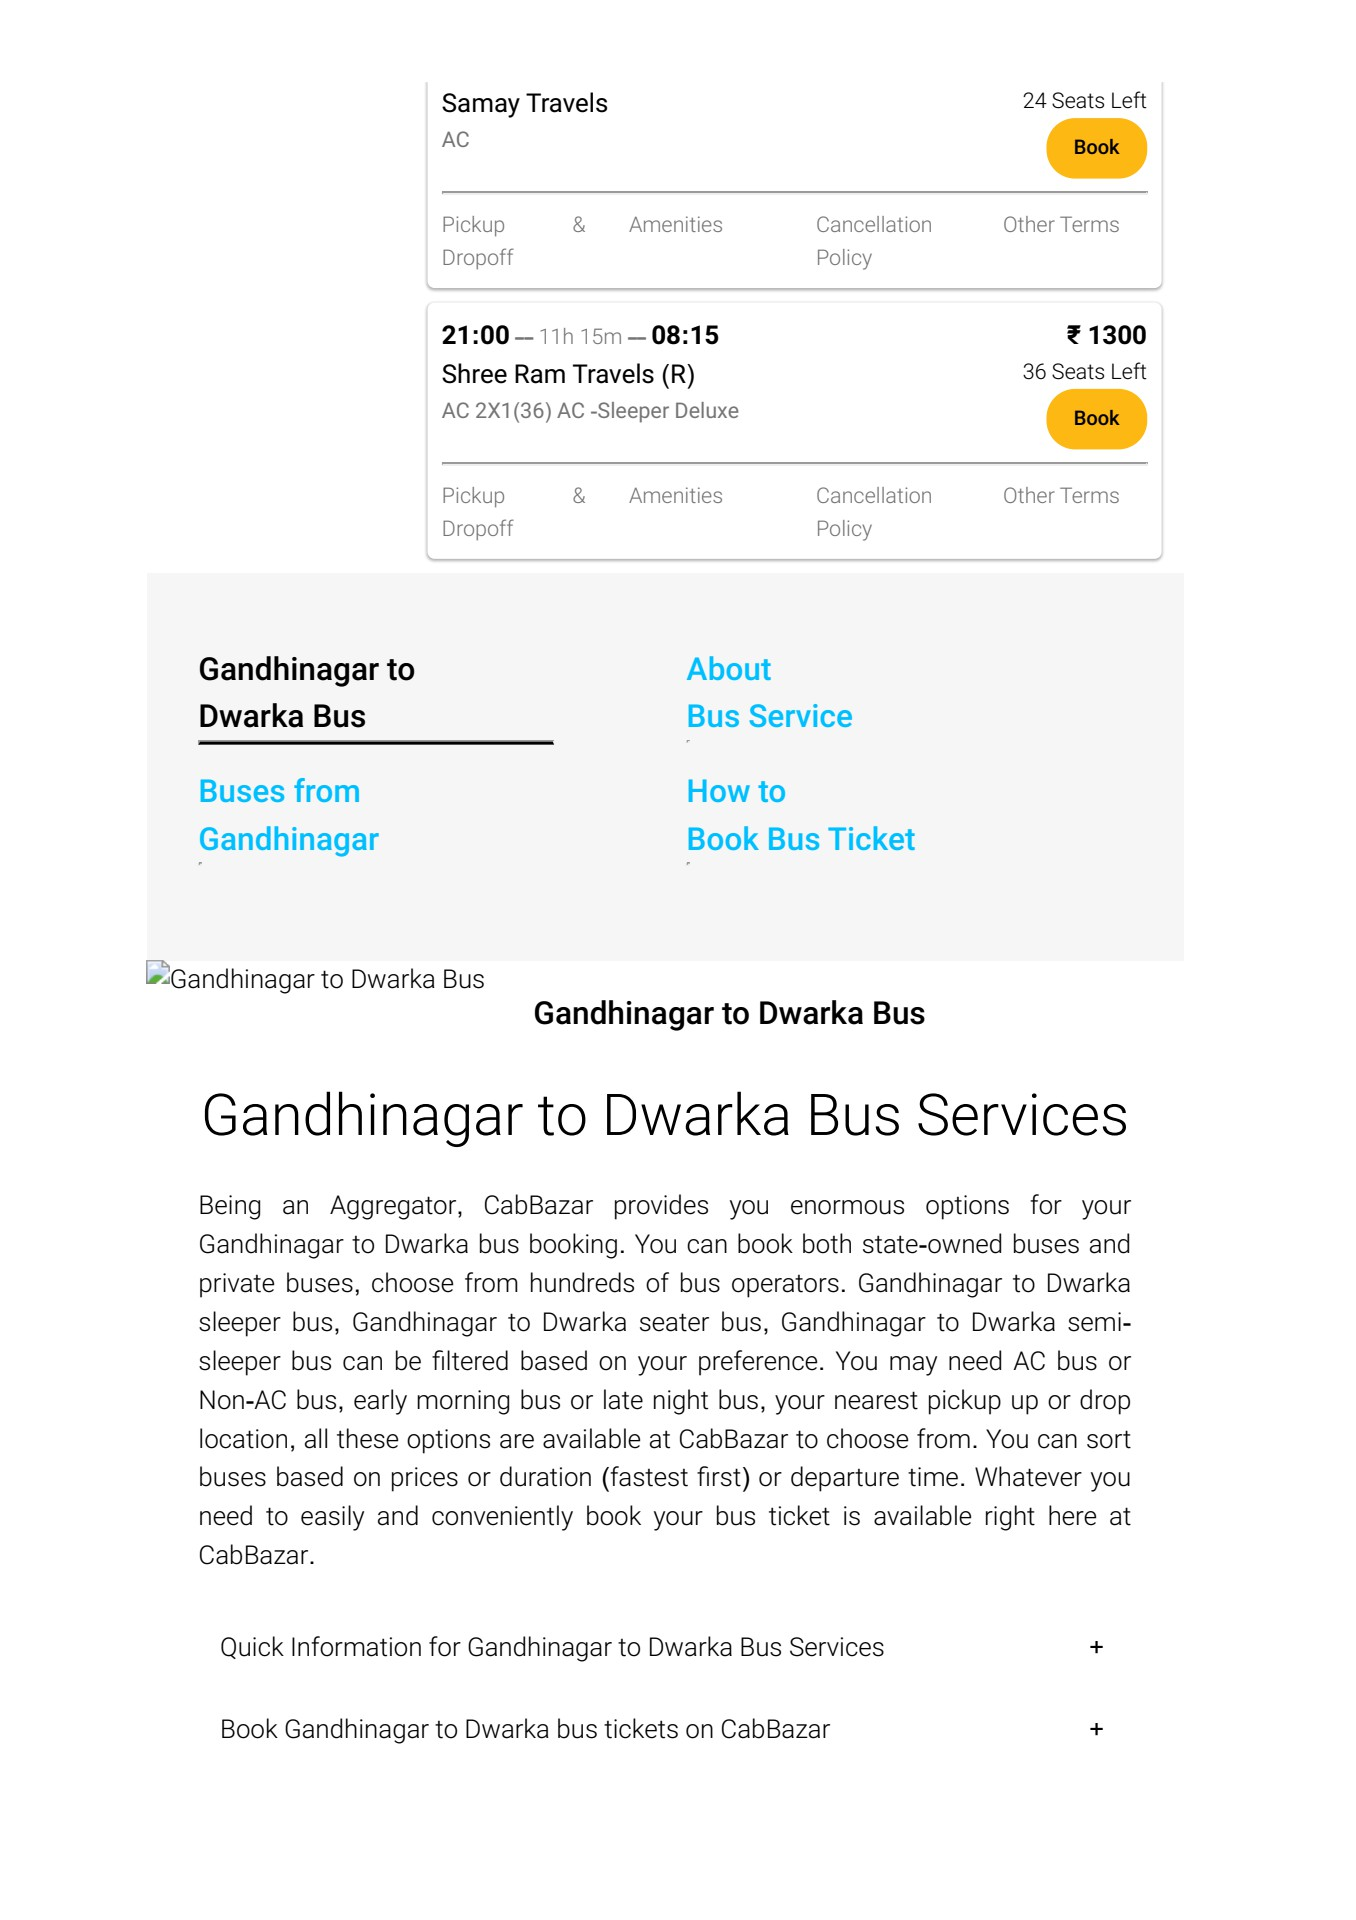 Samay Travels 24 Seats Left
AC Book
Pickup & Amenities Cancellation Other Terms
Dropoff Policy
21:00 — 11h 15m — 08:15 ₹ 1300
Shree Ram Travels (R) 36 Seats Left
AC 2X1(36) AC -Sleeper Deluxe Book
Pickup & Amenities Cancellation Other Terms
Dropoff Policy
Gandhinagar to
Dwarka Bus
About
Bus Service
Buses from
Gandhinagar
How to
Book Bus Ticket
Gandhinagar to Dwarka Bus
Gandhinagar to Dwarka Bus
Gandhinagar to Dwarka Bus Services
Being an Aggregator, CabBazar provides you enormous options for your
Gandhinagar to Dwarka bus booking. You can book both state-owned buses and
private buses, choose from hundreds of bus operators. Gandhinagar to Dwarka
sleeper bus, Gandhinagar to Dwarka seater bus, Gandhinagar to Dwarka semi-
sleeper bus can be filtered based on your preference. You may need AC bus or
Non-AC bus, early morning bus or late night bus, your nearest pickup up or drop
location, all these options are available at CabBazar to choose from. You can sort
buses based on prices or duration (fastest first) or departure time. Whatever you
need to easily and conveniently book your bus ticket is available right here at
CabBazar.
Quick Information for Gandhinagar to Dwarka Bus Services +
Book Gandhinagar to Dwarka bus tickets on CabBazar +